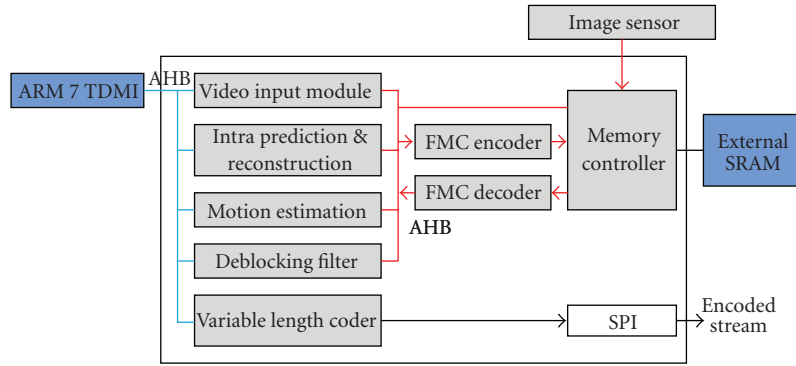 Image sensor
AHB
ARM 7 TDMI
Video input module
Intra prediction &
reconstruction
FMC encoder
Memory
controller
External
SRAM
FMC decoder
Motion estimation
AHB
Deblocking filter
Variable length coder
SPI
Encoded
stream